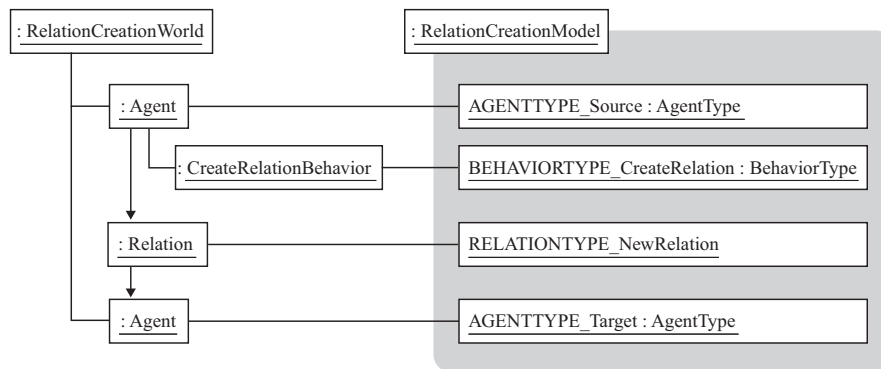 : RelationCreationWorld
: RelationCreationModel
: Agent
AGENTTYPE_Source : AgentType
: CreateRelationBehavior
BEHAVIORTYPE_CreateRelation : BehaviorType
: Relation
RELATIONTYPE_NewRelation
: Agent
AGENTTYPE_Target : AgentType